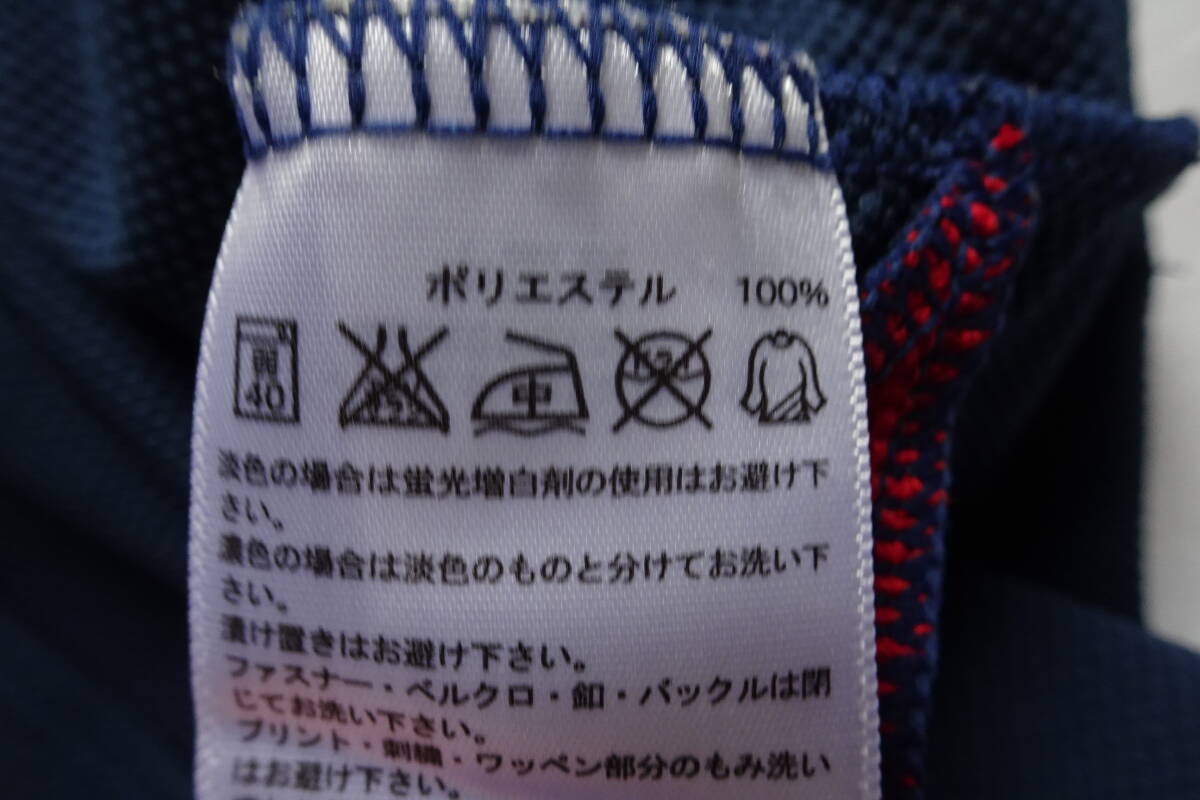 ポリエステル 100%
弱
40
中
淡色の場合は蛍光増白剤の使用はお避け下
さい。
濃色の場合は淡色のものと分けてお洗い下
さい。
漬け置きはお避け下さい。
ファスナー・ベルクロ・釦・バックルは閉
じてお洗い下さい。
プリント・刺繍・ワッペン部分のもみ洗い
はお避け下さい。